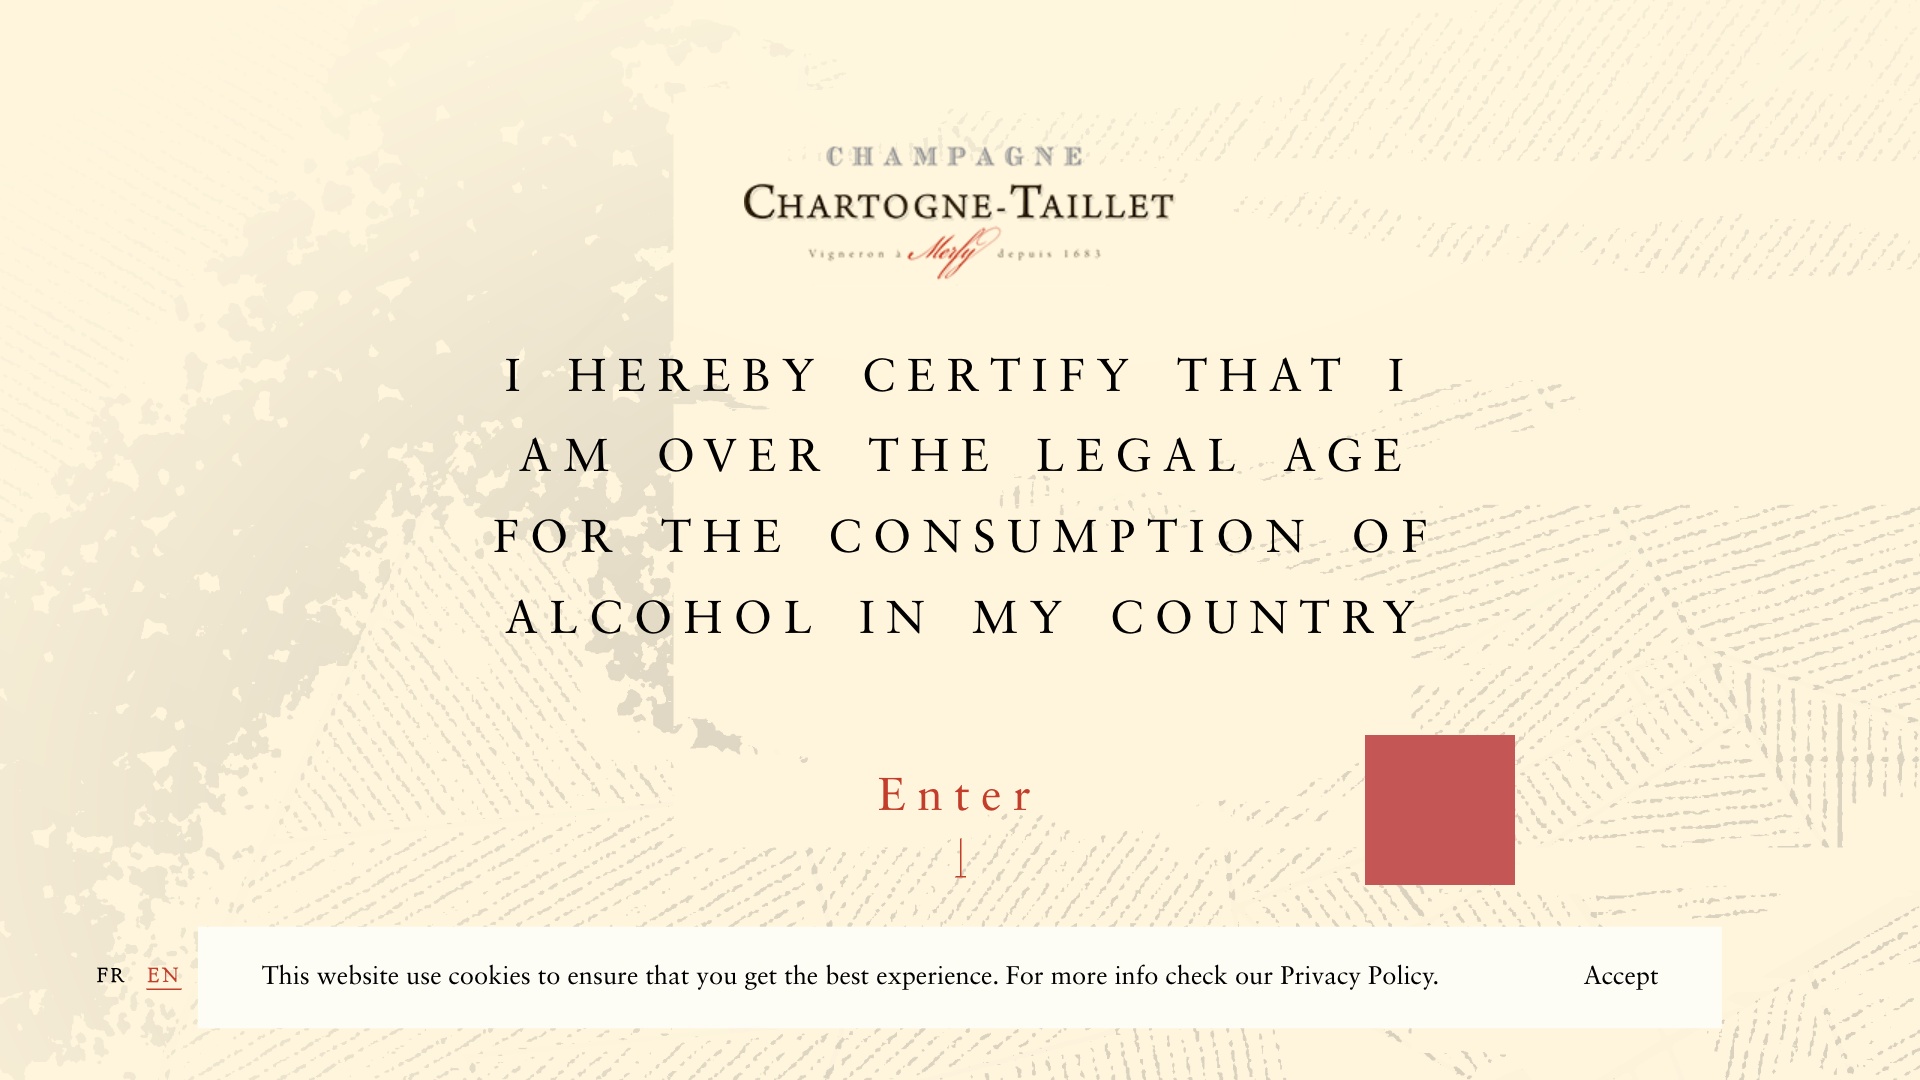 CHAMPAGNE
CHARTOGNE-TAILLET
Vigneron à Merfy depuis 1683
I HEREBY CERTIFY THAT I
AM OVER THE LEGAL AGE
FOR THE CONSUMPTION OF
ALCOHOL IN MY COUNTRY
Enter
FR EN
This website use cookies to ensure that you get the best experience. For more info check our Privacy Policy.
Accept